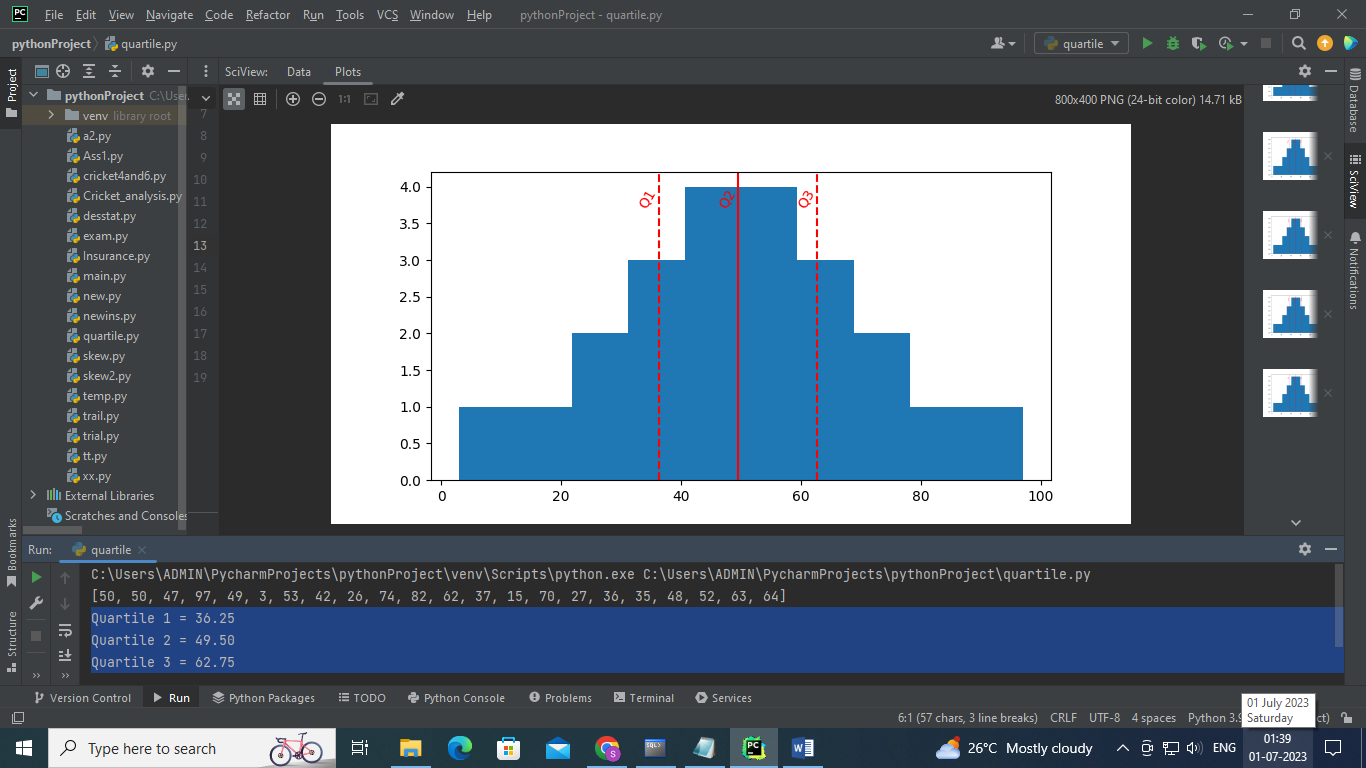 PC File Edit View Navigate Code Refactor Run Tools VCS Window Help pythonProject - quartile.py
pythonProject quartile.py quartile
Project
SciView: Data Plots
pythonProject C:\User
1:1 800x400 PNG (24-bit color) 14.71 kB
venv library root
a2.py
Ass1.py
cricket4and6.py
Cricket_analysis.py
desstat.py
exam.py
Insurance.py
main.py
new.py
newins.py
quartile.py
skew.py
skew2.py
temp.py
trail.py
trial.py
tt.py
xx.py
External Libraries
Scratches and Consoles
7
8
9
10
11
12
13
14
15
16
17
18
19
4.0
3.5
3.0
2.5
2.0
1.5
1.0
0.5
0.0
Q1 Q2 Q3
0 20 40 60 80 100
Database
SciView
Notifications
Bookmarks
Structure
Run: quartile
C:\Users\ADMIN\PycharmProjects\pythonProject\venv\Scripts\python.exe C:\Users\ADMIN\PycharmProjects\pythonProject\quartile.py
[50, 50, 47, 97, 49, 3, 53, 42, 26, 74, 82, 62, 37, 15, 70, 27, 36, 35, 48, 52, 63, 64]
Quartile 1 = 36.25
Quartile 2 = 49.50
Quartile 3 = 62.75
Version Control Run Python Packages TODO Python Console Problems Terminal Services
6:1 (57 chars, 3 line breaks) CRLF UTF-8 4 spaces Python 3.9
01 July 2023
Saturday
Type here to search
SQL
PC
W
S
26°C Mostly cloudy
ENG
01:39
01-07-2023